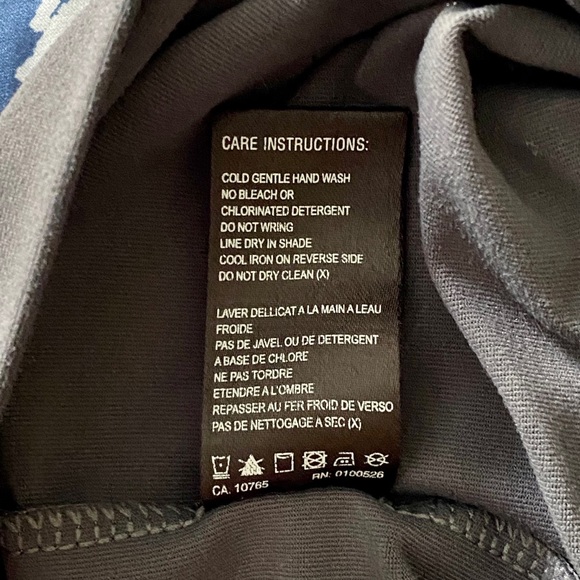 CARE INSTRUCTIONS:
COLD GENTLE HAND WASH
NO BLEACH OR
CHLORINATED DETERGENT
DO NOT WRING
LINE DRY IN SHADE
COOL IRON ON REVERSE SIDE
DO NOT DRY CLEAN (X)
LAVER DELLICAT A LA MAIN A LEAU
FROIDE
PAS DE JAVEL OU DE DETERGENT
A BASE DE CHLORE
NE PAS TORDRE
ETENDRE A L'OMBRE
REPASSER AU FER FROID DE VERSO
PAS DE NETTOGAGE A SEC (X)
CA. 10765 RN: 0100526